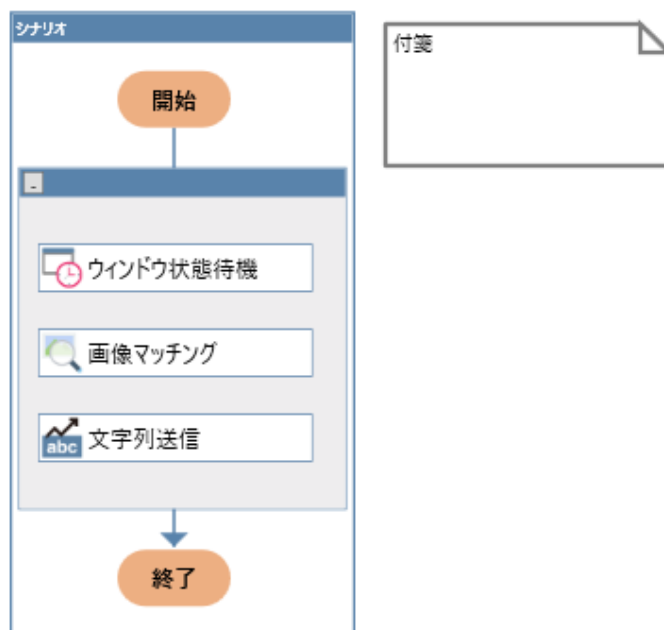 シナリオ
付箋
開始
-
ウィンドウ状態待機
画像マッチング
abc
文字列送信
終了